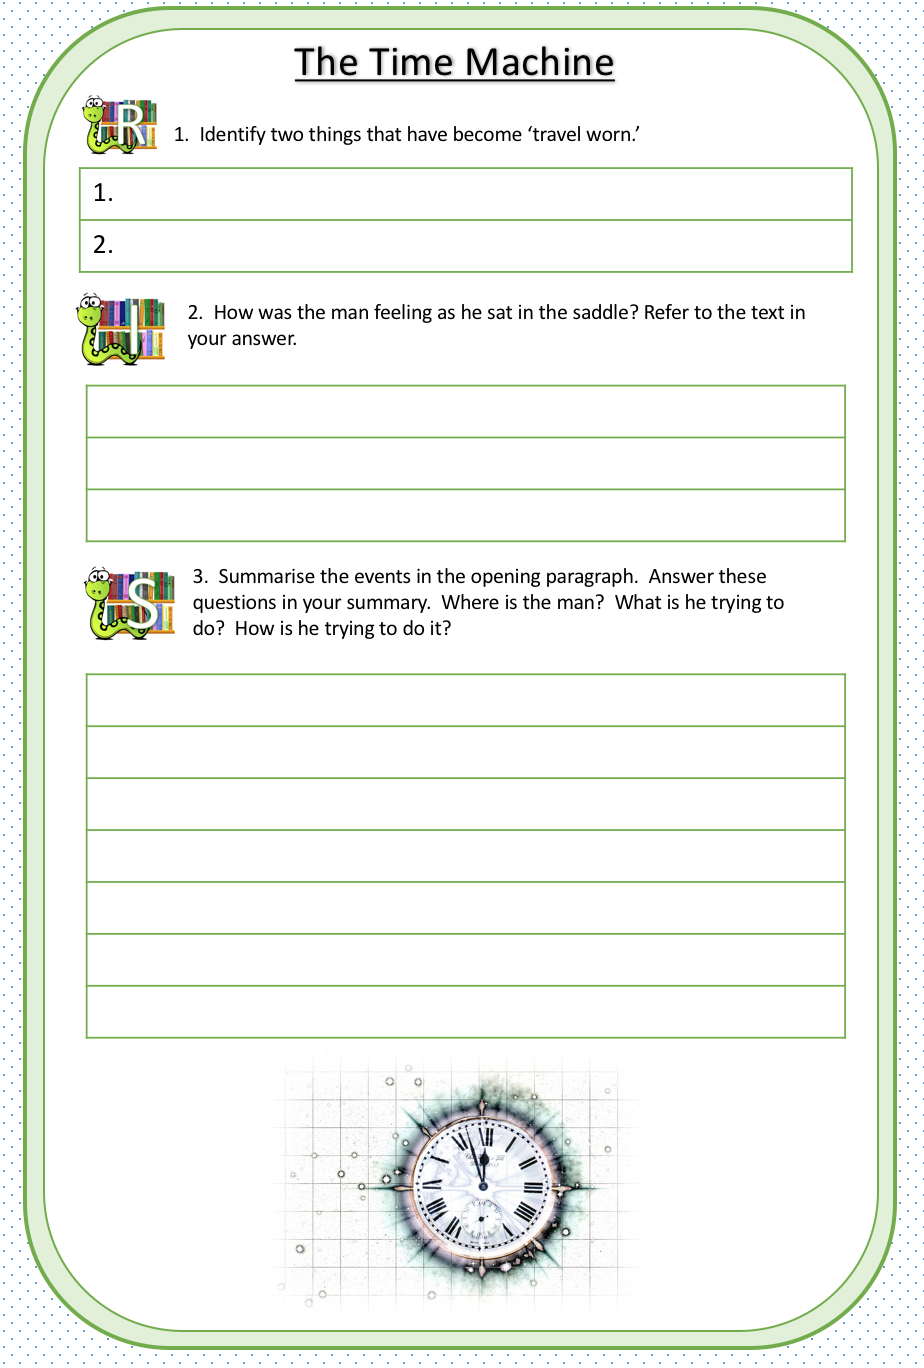 The Time Machine
R
1. Identify two things that have become ‘travel worn.’
1.
2.
I
2. How was the man feeling as he sat in the saddle? Refer to the text in
your answer.
S
3. Summarise the events in the opening paragraph. Answer these
questions in your summary. Where is the man? What is he trying to
do? How is he trying to do it?